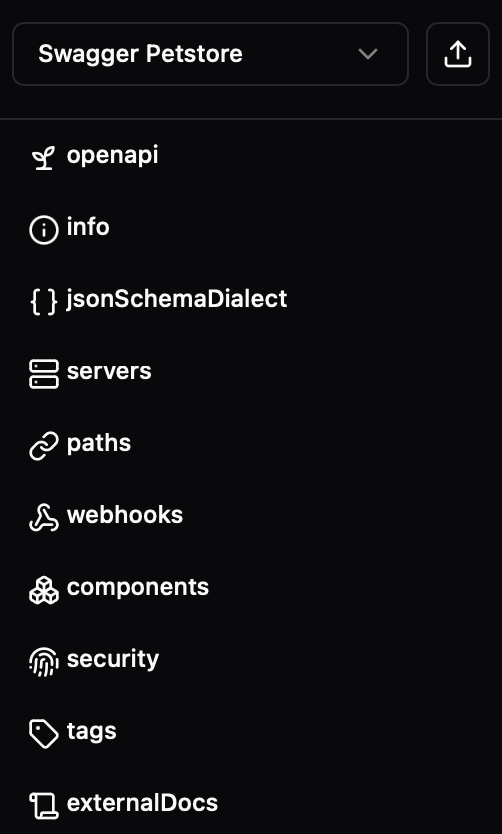 Swagger Petstore
openapi
info
jsonSchemaDialect
servers
paths
webhooks
components
security
tags
externalDocs